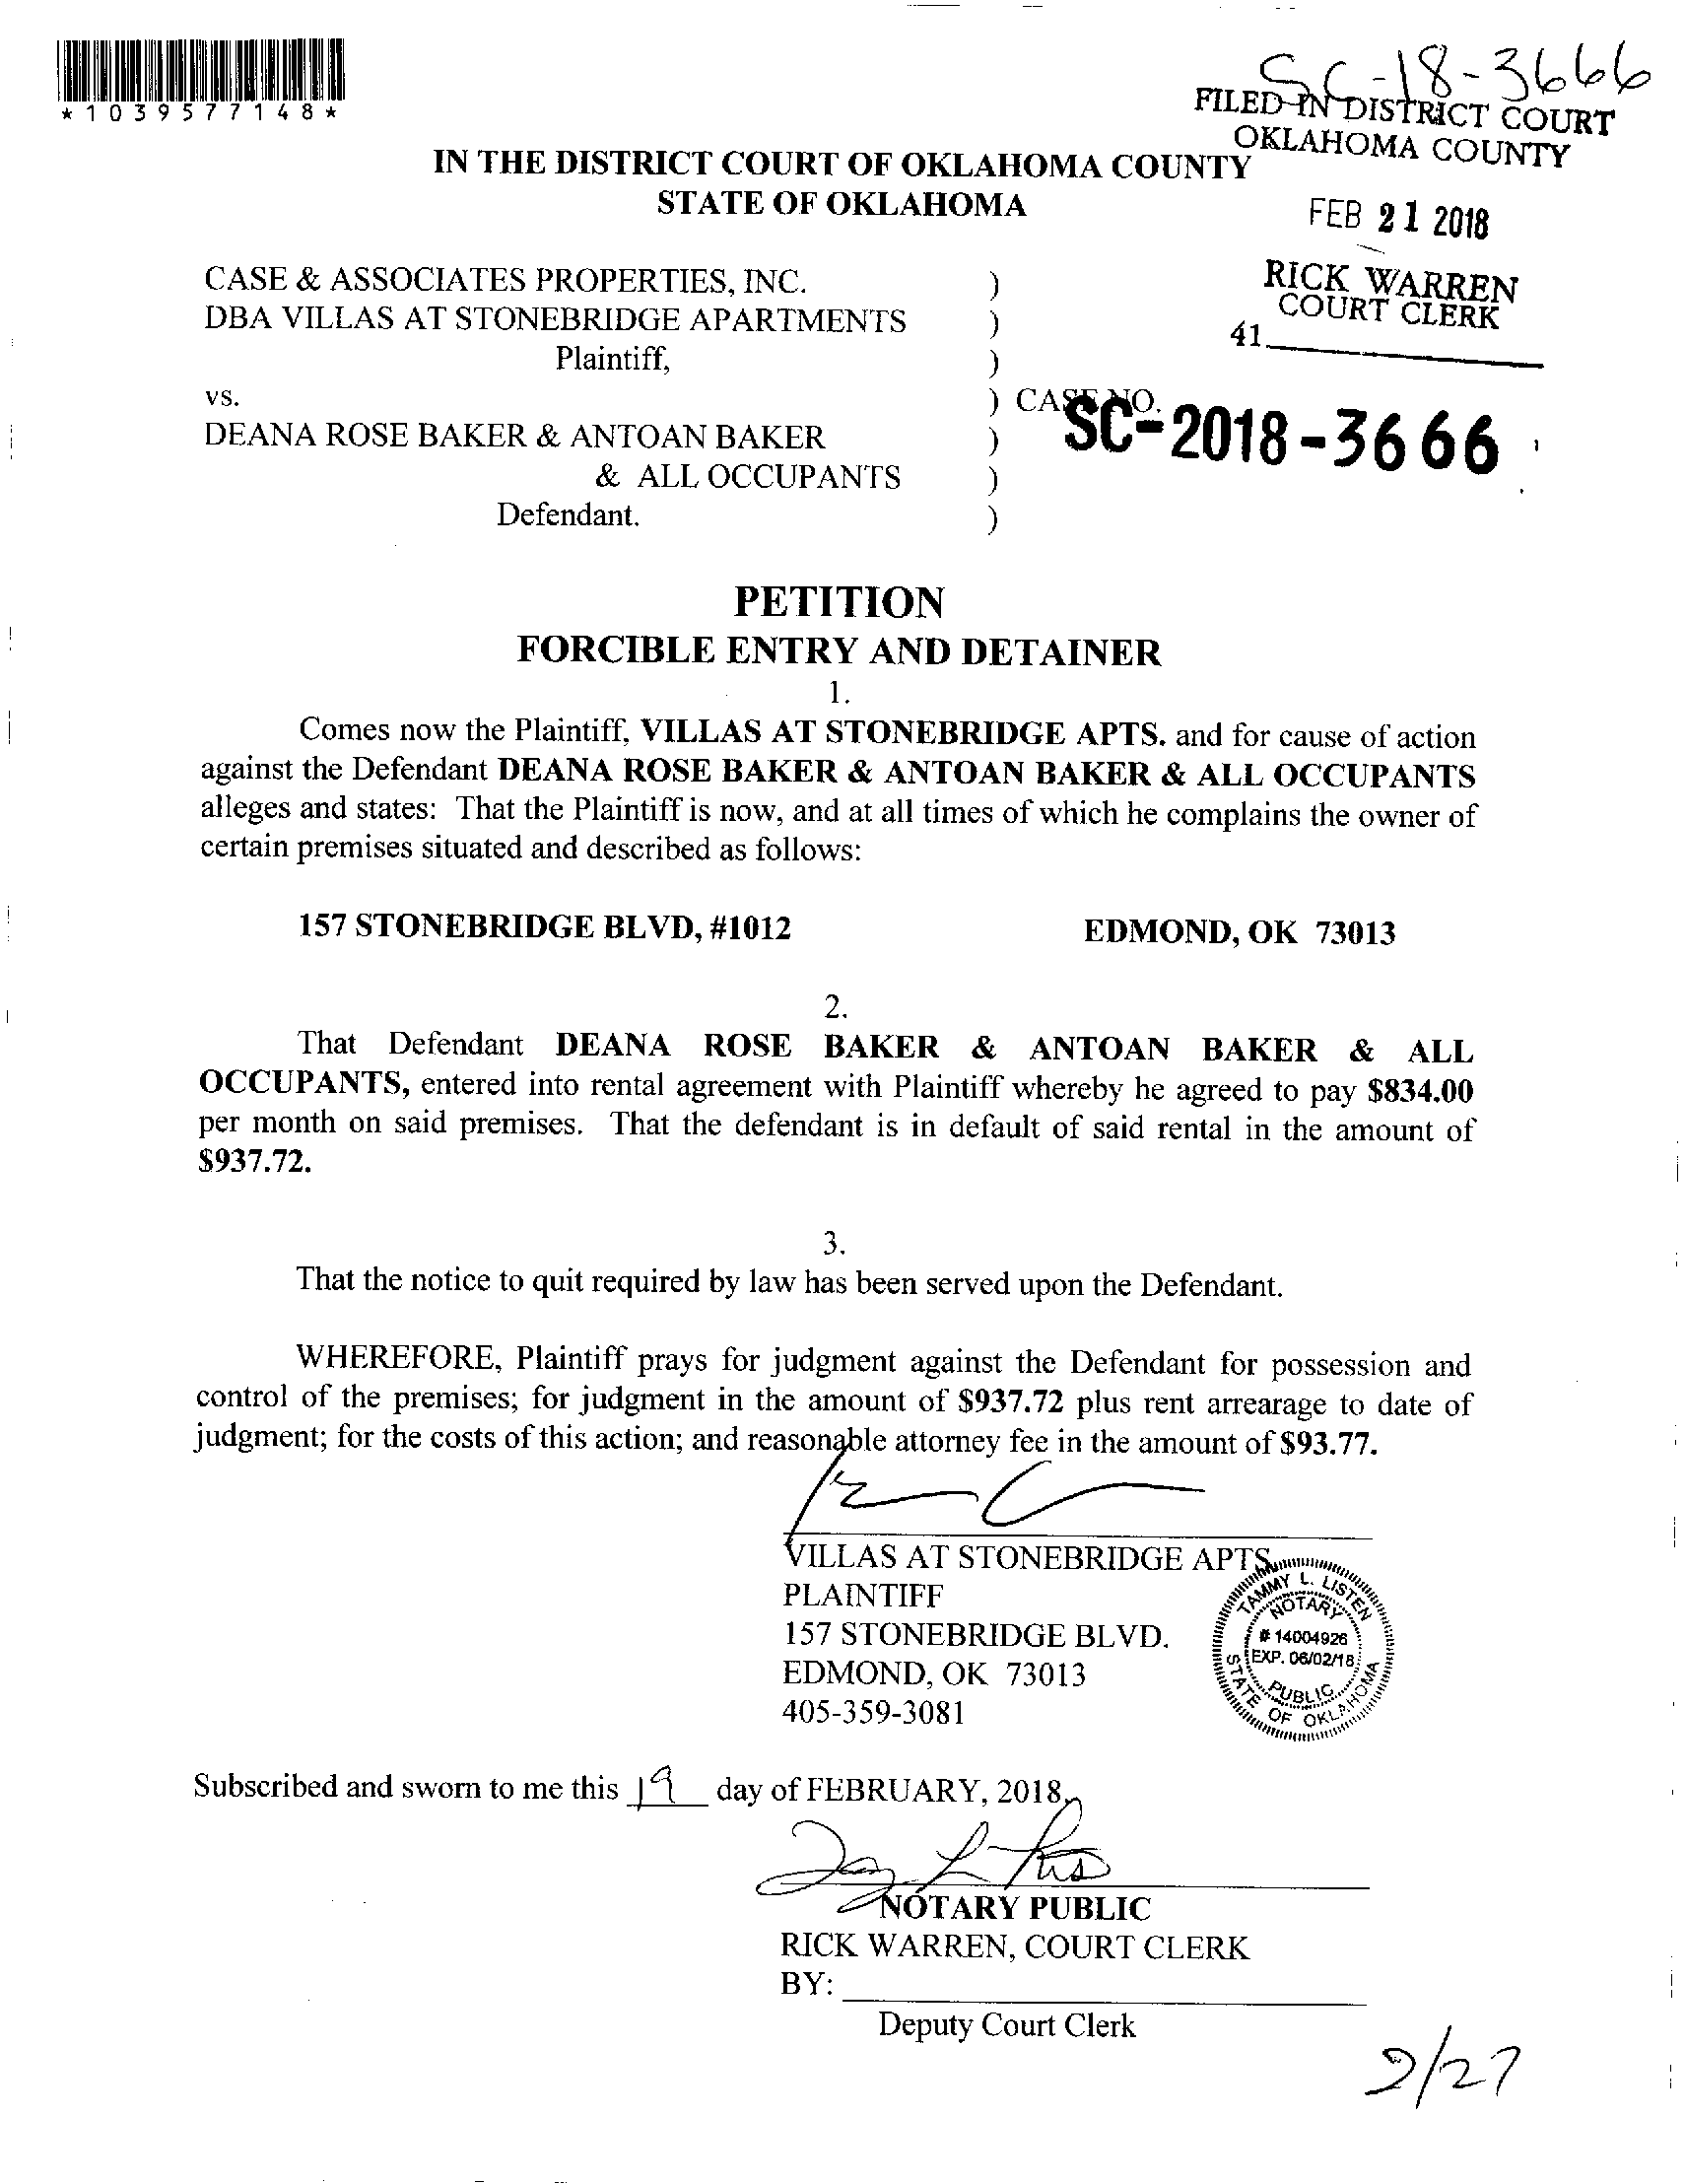 SC-18-3666
*1039577148*
FILED IN DISTRICT COURT
OKLAHOMA COUNTY
IN THE DISTRICT COURT OF OKLAHOMA COUNTY
STATE OF OKLAHOMA
FEB 21 2018
RICK WARREN
COURT CLERK
41
CASE & ASSOCIATES PROPERTIES, INC. )
DBA VILLAS AT STONEBRIDGE APARTMENTS )
Plaintiff, )
vs. ) CASE NO.
SC-2018-3666
DEANA ROSE BAKER & ANTOAN BAKER )
& ALL OCCUPANTS )
Defendant. )
PETITION
FORCIBLE ENTRY AND DETAINER
1.
Comes now the Plaintiff, VILLAS AT STONEBRIDGE APTS. and for cause of action
against the Defendant DEANA ROSE BAKER & ANTOAN BAKER & ALL OCCUPANTS
alleges and states: That the Plaintiff is now, and at all times of which he complains the owner of
certain premises situated and described as follows:
157 STONEBRIDGE BLVD, #1012 EDMOND, OK 73013
2.
That Defendant DEANA ROSE BAKER & ANTOAN BAKER & ALL
OCCUPANTS, entered into rental agreement with Plaintiff whereby he agreed to pay $834.00
per month on said premises. That the defendant is in default of said rental in the amount of
$937.72.
3.
That the notice to quit required by law has been served upon the Defendant.
WHEREFORE, Plaintiff prays for judgment against the Defendant for possession and
control of the premises; for judgment in the amount of $937.72 plus rent arrearage to date of
judgment; for the costs of this action; and reasonable attorney fee in the amount of $93.77.
VILLAS AT STONEBRIDGE APTS.
PLAINTIFF
157 STONEBRIDGE BLVD.
EDMOND, OK 73013
405-359-3081
TAMMY L. LISTEN
NOTARY
# 14004926
EXP. 06/02/18
PUBLIC
STATE OF OKLAHOMA
Subscribed and sworn to me this 19 day of FEBRUARY, 2018.
NOTARY PUBLIC
RICK WARREN, COURT CLERK
BY:
Deputy Court Clerk
2/27